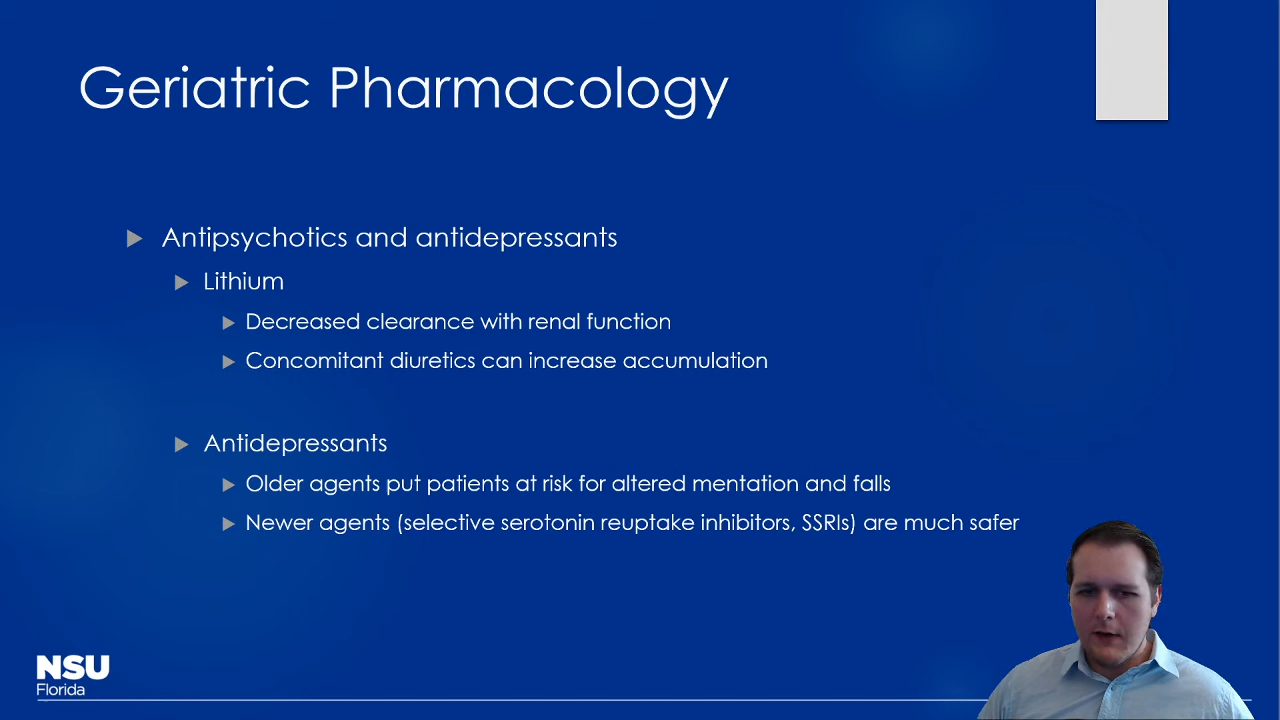 Geriatric Pharmacology
Antipsychotics and antidepressants
Lithium
Decreased clearance with renal function
Concomitant diuretics can increase accumulation
Antidepressants
Older agents put patients at risk for altered mentation and falls
Newer agents (selective serotonin reuptake inhibitors, SSRIs) are much safer
NSU
Florida